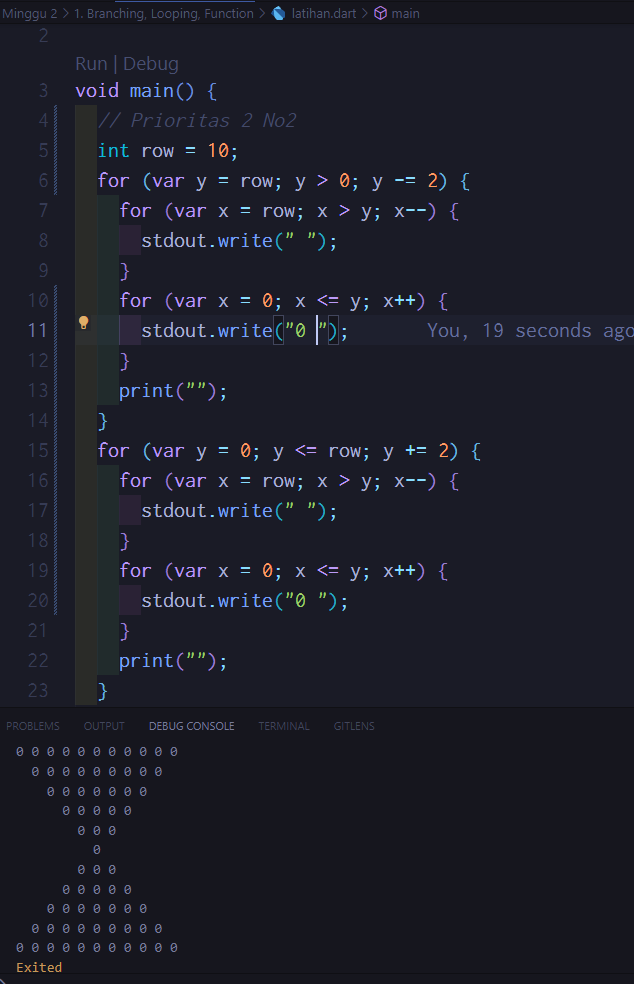 Minggu 2 > 1. Branching, Looping, Function > latihan.dart > main
2
Run | Debug
3 void main() {
4   // Prioritas 2 No2
5   int row = 10;
6   for (var y = row; y > 0; y -= 2) {
7     for (var x = row; x > y; x--) {
8       stdout.write(" ");
9     }
10     for (var x = 0; x <= y; x++) {
11       stdout.write("0 ");     You, 19 seconds ago
12     }
13     print("");
14   }
15   for (var y = 0; y <= row; y += 2) {
16     for (var x = row; x > y; x--) {
17       stdout.write(" ");
18     }
19     for (var x = 0; x <= y; x++) {
20       stdout.write("0 ");
21     }
22     print("");
23   }
PROBLEMS OUTPUT DEBUG CONSOLE TERMINAL GITLENS
0 0 0 0 0 0 0 0 0 0 0
  0 0 0 0 0 0 0 0 0
    0 0 0 0 0 0 0
      0 0 0 0 0
        0 0 0
          0
        0 0 0
      0 0 0 0 0
    0 0 0 0 0 0 0
  0 0 0 0 0 0 0 0 0
0 0 0 0 0 0 0 0 0 0 0
Exited